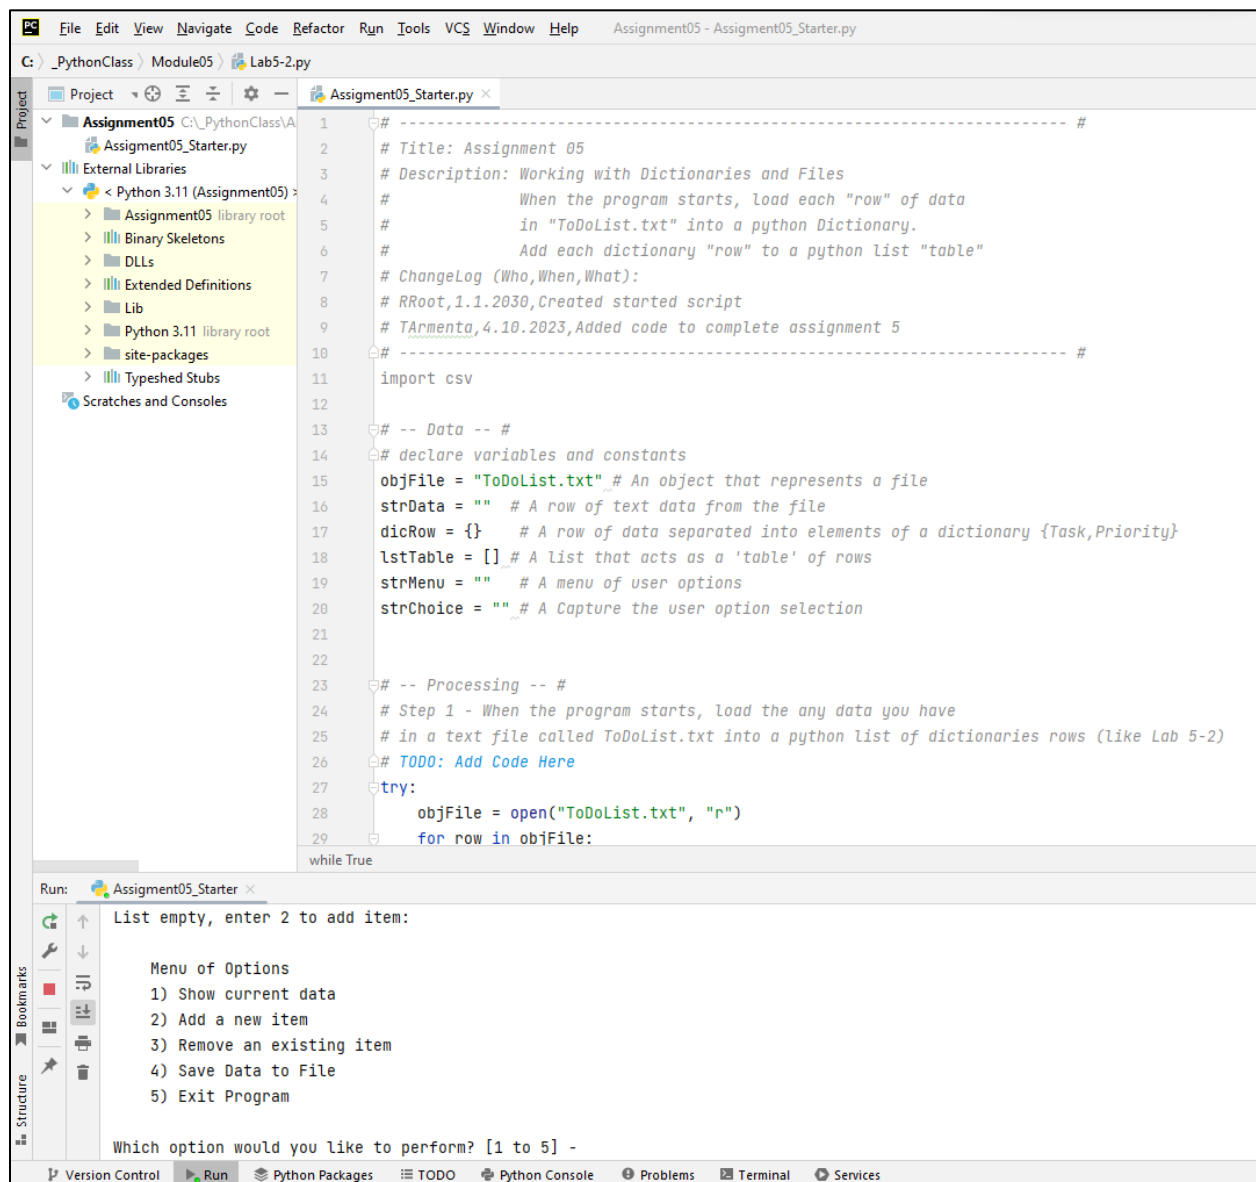 PC File Edit View Navigate Code Refactor Run Tools VCS Window Help Assignment05 - Assigment05_Starter.py
C: _PythonClass Module05 Lab5-2.py
Project
Project
Assigment05_Starter.py
Assignment05 C:\_PythonClass\A
Assigment05_Starter.py
External Libraries
< Python 3.11 (Assignment05) >
Assignment05 library root
Binary Skeletons
DLLs
Extended Definitions
Lib
Python 3.11 library root
site-packages
Typeshed Stubs
Scratches and Consoles
1 # ------------------------------------------------------------------------ #
2 # Title: Assignment 05
3 # Description: Working with Dictionaries and Files
4 #              When the program starts, load each "row" of data
5 #              in "ToDoList.txt" into a python Dictionary.
6 #              Add each dictionary "row" to a python list "table"
7 # ChangeLog (Who,When,What):
8 # RRoot,1.1.2030,Created started script
9 # TArmenta,4.10.2023,Added code to complete assignment 5
10 # ------------------------------------------------------------------------ #
11 import csv
12
13 # -- Data -- #
14 # declare variables and constants
15 objFile = "ToDoList.txt" # An object that represents a file
16 strData = ""  # A row of text data from the file
17 dicRow = {}    # A row of data separated into elements of a dictionary {Task,Priority}
18 lstTable = [] # A list that acts as a 'table' of rows
19 strMenu = ""   # A menu of user options
20 strChoice = "" # A Capture the user option selection
21
22
23 # -- Processing -- #
24 # Step 1 - When the program starts, load the any data you have
25 # in a text file called ToDoList.txt into a python list of dictionaries rows (like Lab 5-2)
26 # TODO: Add Code Here
27 try:
28     objFile = open("ToDoList.txt", "r")
29     for row in objFile:
while True
Run: Assigment05_Starter
List empty, enter 2 to add item:
Menu of Options
1) Show current data
2) Add a new item
3) Remove an existing item
4) Save Data to File
5) Exit Program
Which option would you like to perform? [1 to 5] -
Bookmarks
Structure
Version Control Run Python Packages TODO Python Console Problems Terminal Services